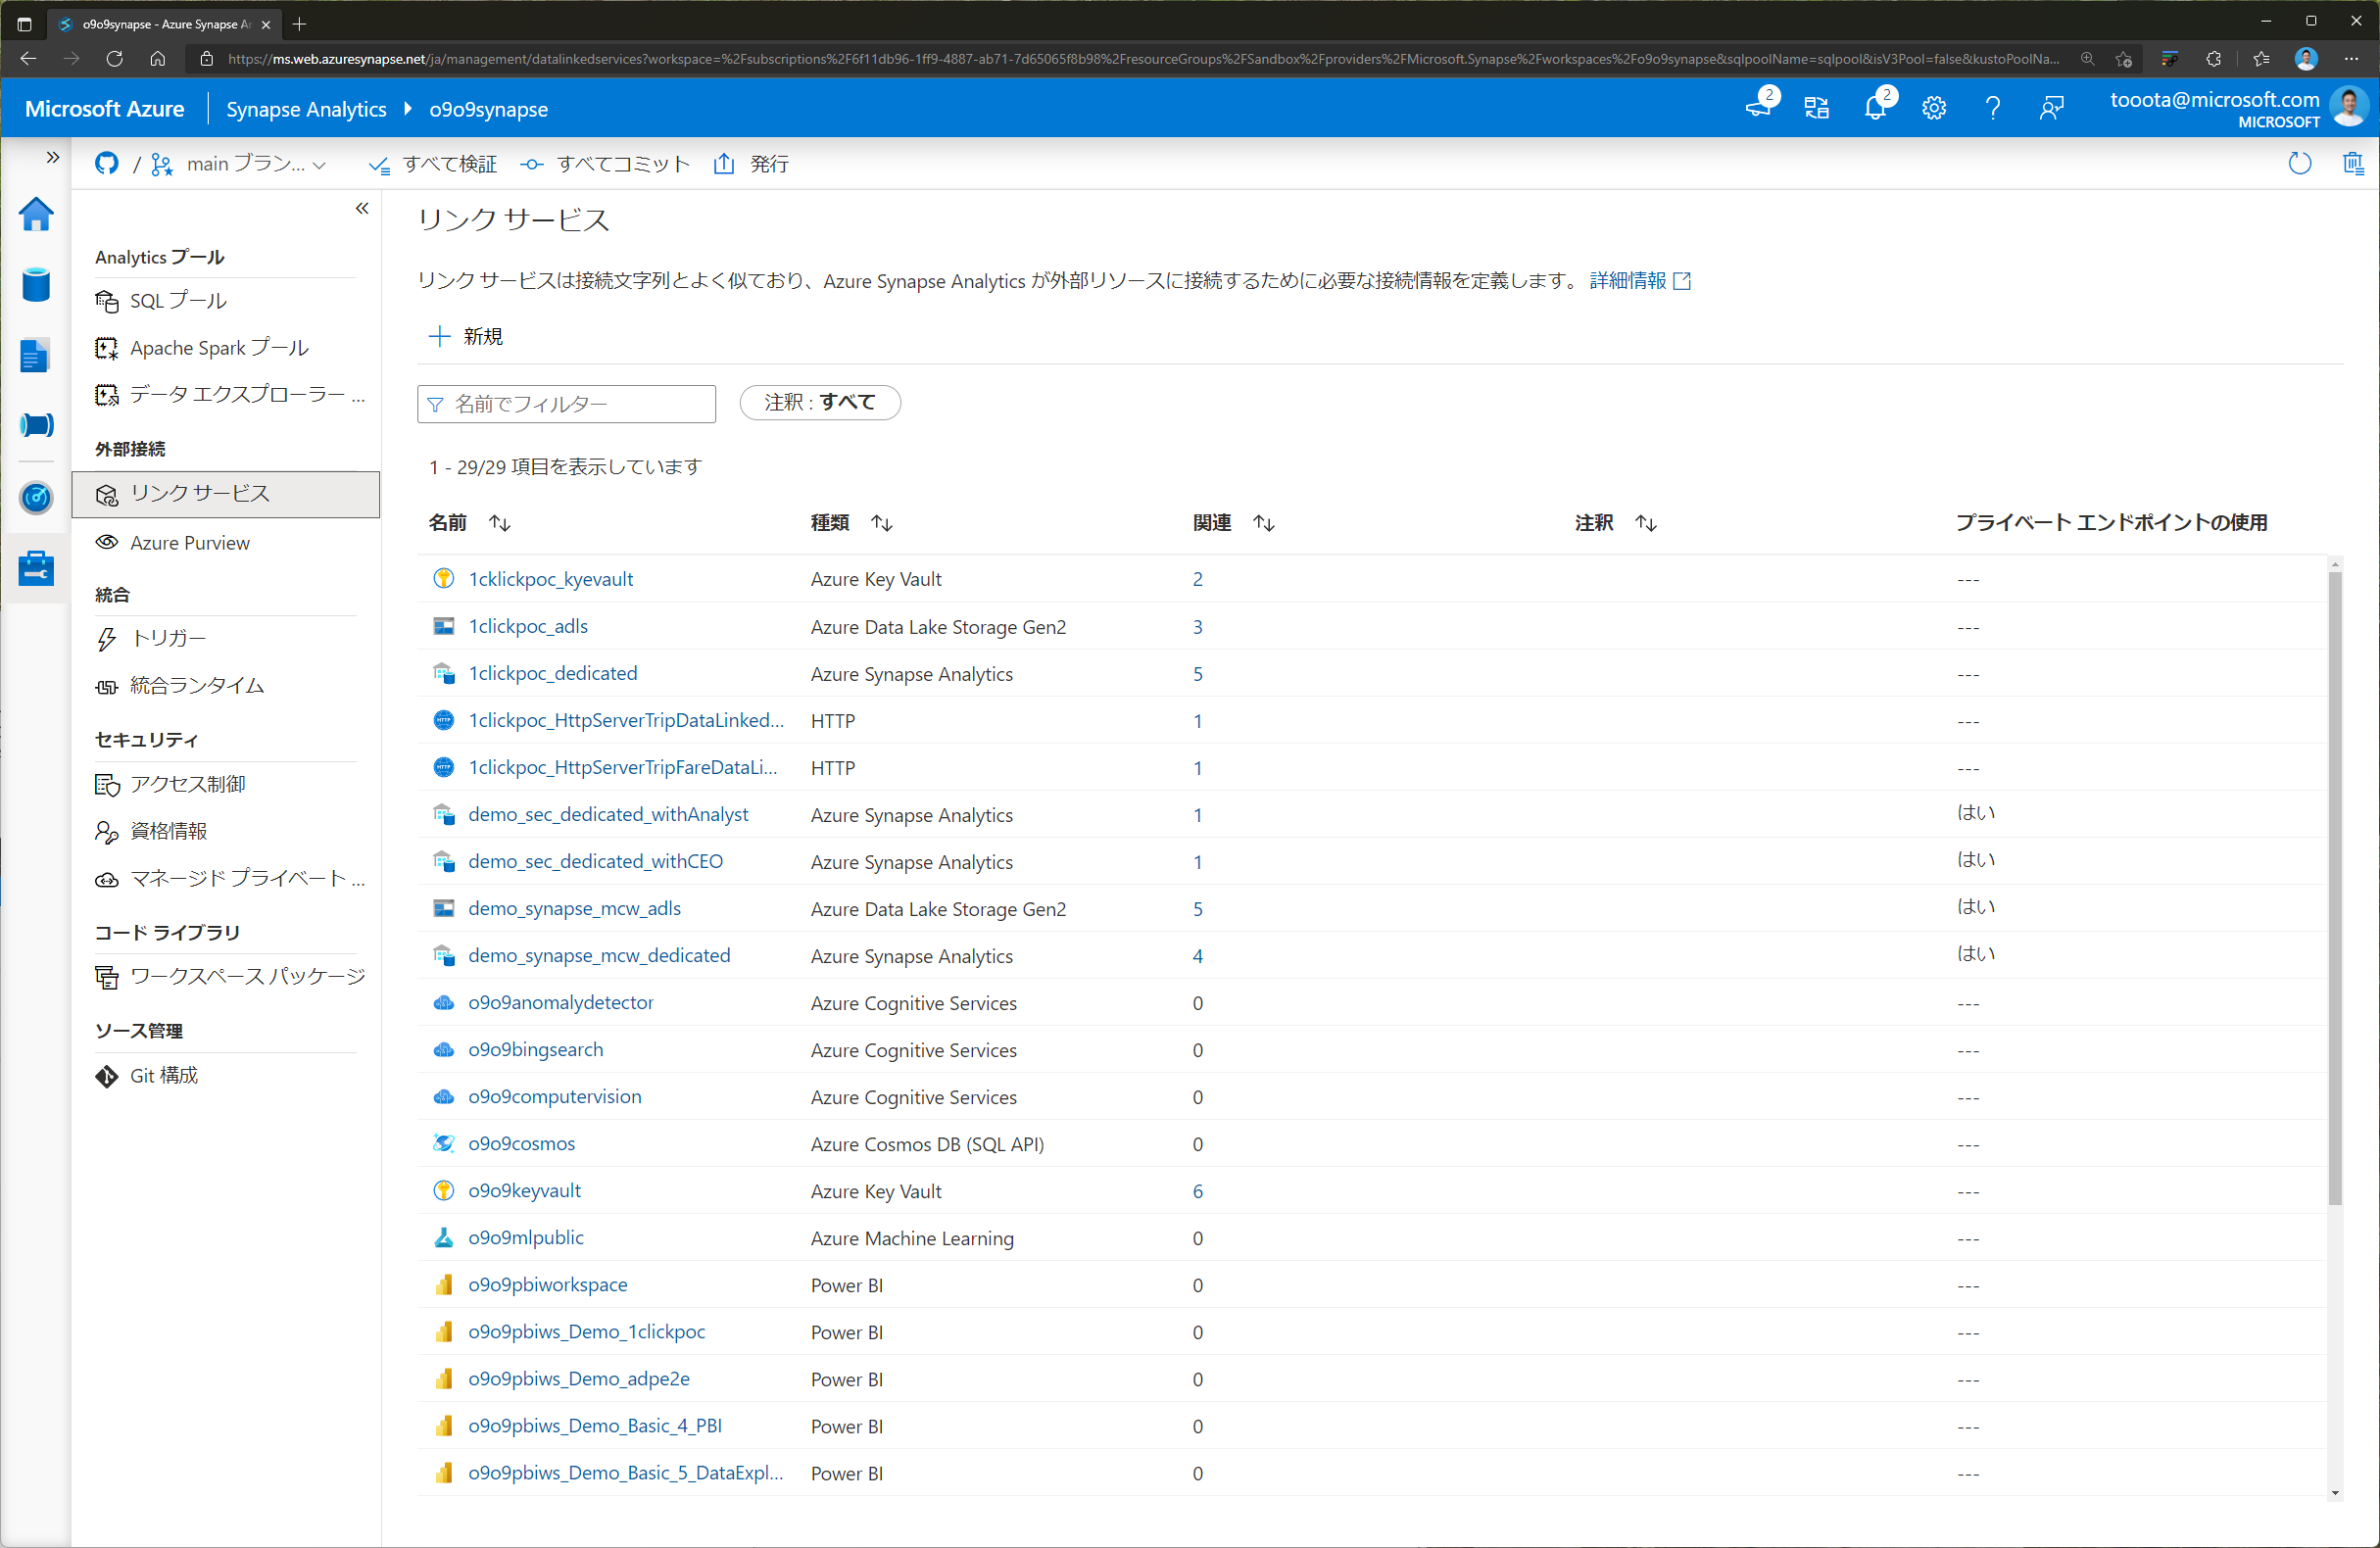 o9o9synapse - Azure Synapse An
https://ms.web.azuresynapse.net/ja/management/datalinkedservices?workspace=%2Fsubscriptions%2F6f11db96-1ff9-4887-ab71-7d65065f8b98%2FresourceGroups%2FSandbox%2Fproviders%2FMicrosoft.Synapse%2Fworkspaces%2Fo9o9synapse&sqlpoolName=sqlpool&isV3Pool=false&kustoPoolNa...
Microsoft Azure Synapse Analytics o9o9synapse 2 2 tooota@microsoft.com
MICROSOFT
/ main ブラン... すべて検証 すべてコミット 発行
Analytics プール
SQL プール
Apache Spark プール
データ エクスプローラー ...
外部接続
リンク サービス
Azure Purview
統合
トリガー
統合ランタイム
セキュリティ
アクセス制御
資格情報
マネージド プライベート ...
コード ライブラリ
ワークスペース パッケージ
ソース管理
Git 構成
リンク サービス
リンク サービスは接続文字列とよく似ており、Azure Synapse Analytics が外部リソースに接続するために必要な接続情報を定義します。 詳細情報
新規
名前でフィルター 注釈 : すべて
1 - 29/29 項目を表示しています
名前 種類 関連 注釈 プライベート エンドポイントの使用
1cklickpoc_kyevault Azure Key Vault 2 ---
1clickpoc_adls Azure Data Lake Storage Gen2 3 ---
1clickpoc_dedicated Azure Synapse Analytics 5 ---
1clickpoc_HttpServerTripDataLinked... HTTP 1 ---
1clickpoc_HttpServerTripFareDataLi... HTTP 1 ---
demo_sec_dedicated_withAnalyst Azure Synapse Analytics 1 はい
demo_sec_dedicated_withCEO Azure Synapse Analytics 1 はい
demo_synapse_mcw_adls Azure Data Lake Storage Gen2 5 はい
demo_synapse_mcw_dedicated Azure Synapse Analytics 4 はい
o9o9anomalydetector Azure Cognitive Services 0 ---
o9o9bingsearch Azure Cognitive Services 0 ---
o9o9computervision Azure Cognitive Services 0 ---
o9o9cosmos Azure Cosmos DB (SQL API) 0 ---
o9o9keyvault Azure Key Vault 6 ---
o9o9mlpublic Azure Machine Learning 0 ---
o9o9pbiworkspace Power BI 0 ---
o9o9pbiws_Demo_1clickpoc Power BI 0 ---
o9o9pbiws_Demo_adpe2e Power BI 0 ---
o9o9pbiws_Demo_Basic_4_PBI Power BI 0 ---
o9o9pbiws_Demo_Basic_5_DataExpl... Power BI 0 ---